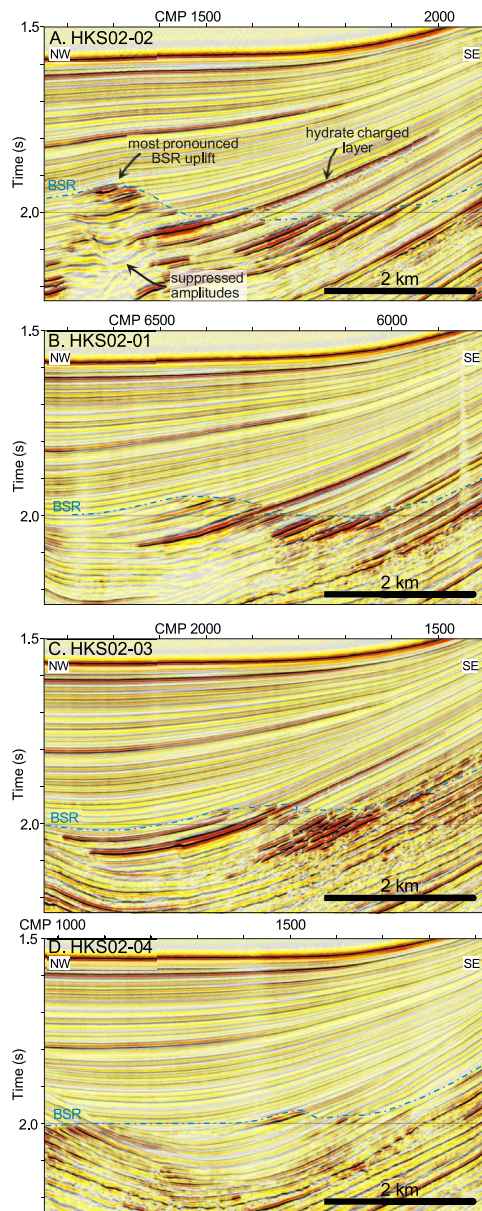 CMP 1500 2000
1.5
A. HKS02-02
NW SE
most pronounced
BSR uplift
hydrate charged
layer
Time (s)
BSR
2.0
suppressed
amplitudes
2 km
CMP 6500 6000
1.5
B. HKS02-01
NW SE
Time (s)
BSR
2.0
2 km
CMP 2000 1500
1.5
C. HKS02-03
NW SE
Time (s)
BSR
2.0
2 km
CMP 1000 1500
1.5
D. HKS02-04
NW SE
Time (s)
BSR
2.0
2 km